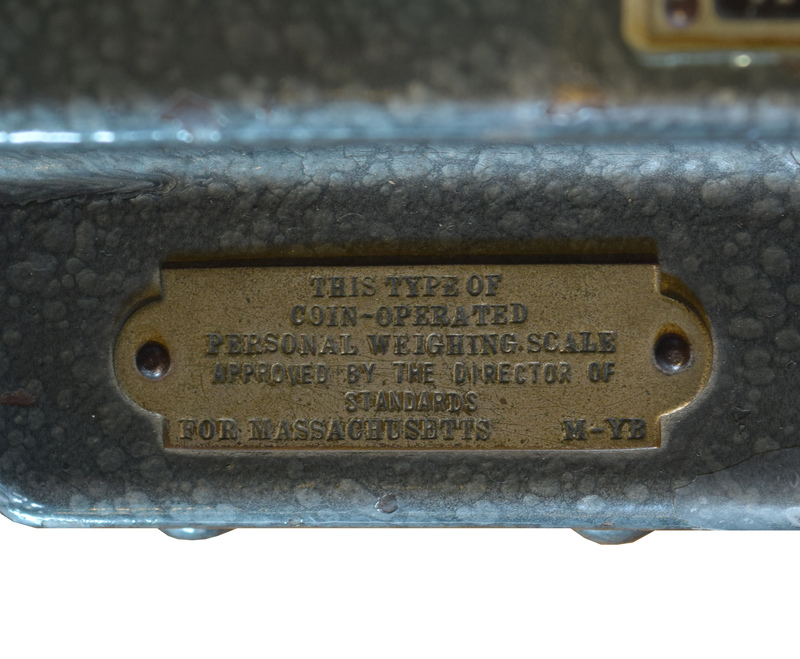 THIS TYPE OF
COIN-OPERATED
PERSONAL WEIGHING SCALE
APPROVED BY THE DIRECTOR OF
STANDARDS
FOR MASSACHUSETTS M-YB